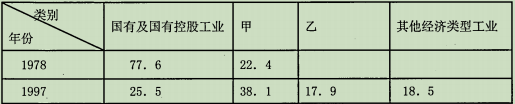 类别
年份
国有及国有控股工业 甲 乙 其他经济类型工业
1978 77.6 22.4
1997 25.5 38.1 17.9 18.5